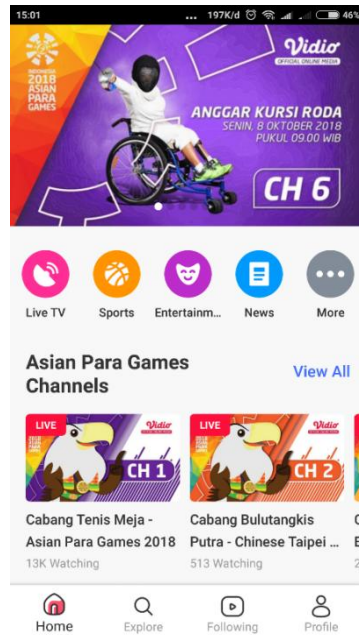 15:01
... 197K/d 46%
INDONESIA
2018
ASIAN
PARA
GAMES
Vidio
OFFICIAL ONLINE MEDIA
ANGGAR KURSI RODA
SENIN, 8 OKTOBER 2018
PUKUL 09.00 WIB
CH 6
Live TV
Sports
Entertainm...
News
More
Asian Para Games
Channels
View All
LIVE
Vidio
CH 1
LIVE
Vidio
CH 2
Cabang Tenis Meja -
Asian Para Games 2018
13K Watching
Cabang Bulutangkis
Putra - Chinese Taipei ...
513 Watching
Home
Explore
Following
Profile